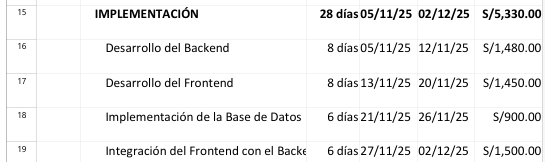 15 IMPLEMENTACIÓN 28 días 05/11/25 02/12/25 S/5,330.00
16 Desarrollo del Backend 8 días 05/11/25 12/11/25 S/1,480.00
17 Desarrollo del Frontend 8 días 13/11/25 20/11/25 S/1,450.00
18 Implementación de la Base de Datos 6 días 21/11/25 26/11/25 S/900.00
19 Integración del Frontend con el Backe 6 días 27/11/25 02/12/25 S/1,500.00